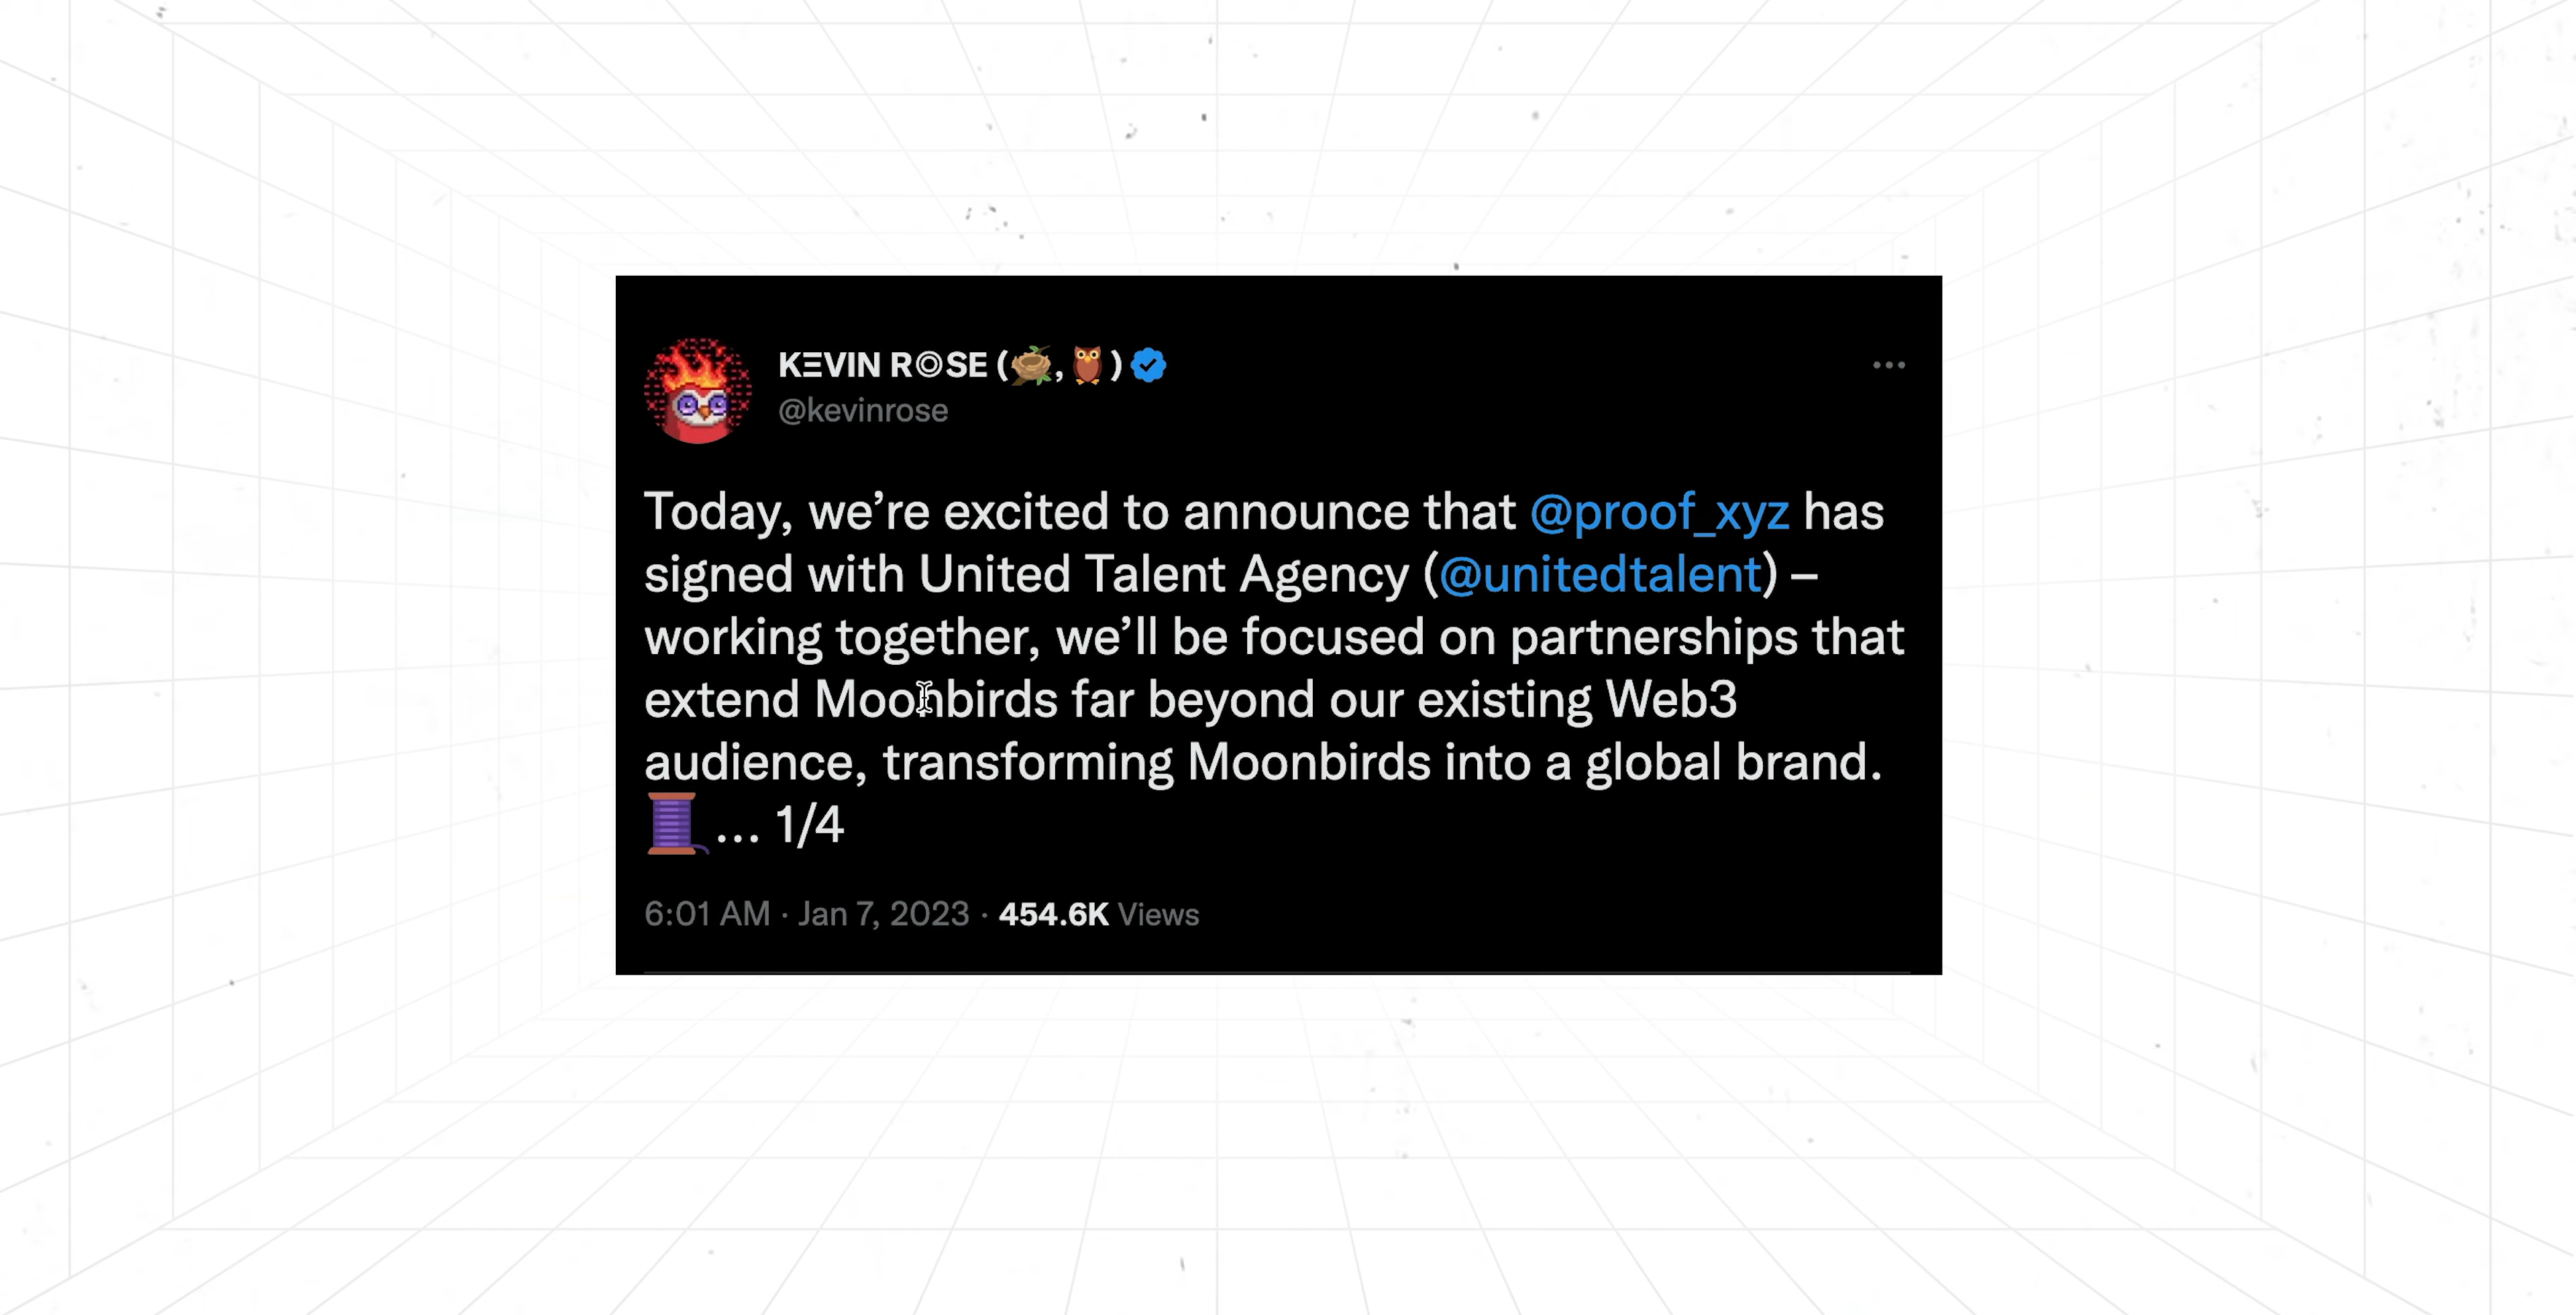 KΞVIN R◎SE (🪹,🦉)
@kevinrose
Today, we’re excited to announce that @proof_xyz has
signed with United Talent Agency (@unitedtalent) –
working together, we’ll be focused on partnerships that
extend Moonbirds far beyond our existing Web3
audience, transforming Moonbirds into a global brand.
🧵 ... 1/4
6:01 AM · Jan 7, 2023 · 454.6K Views